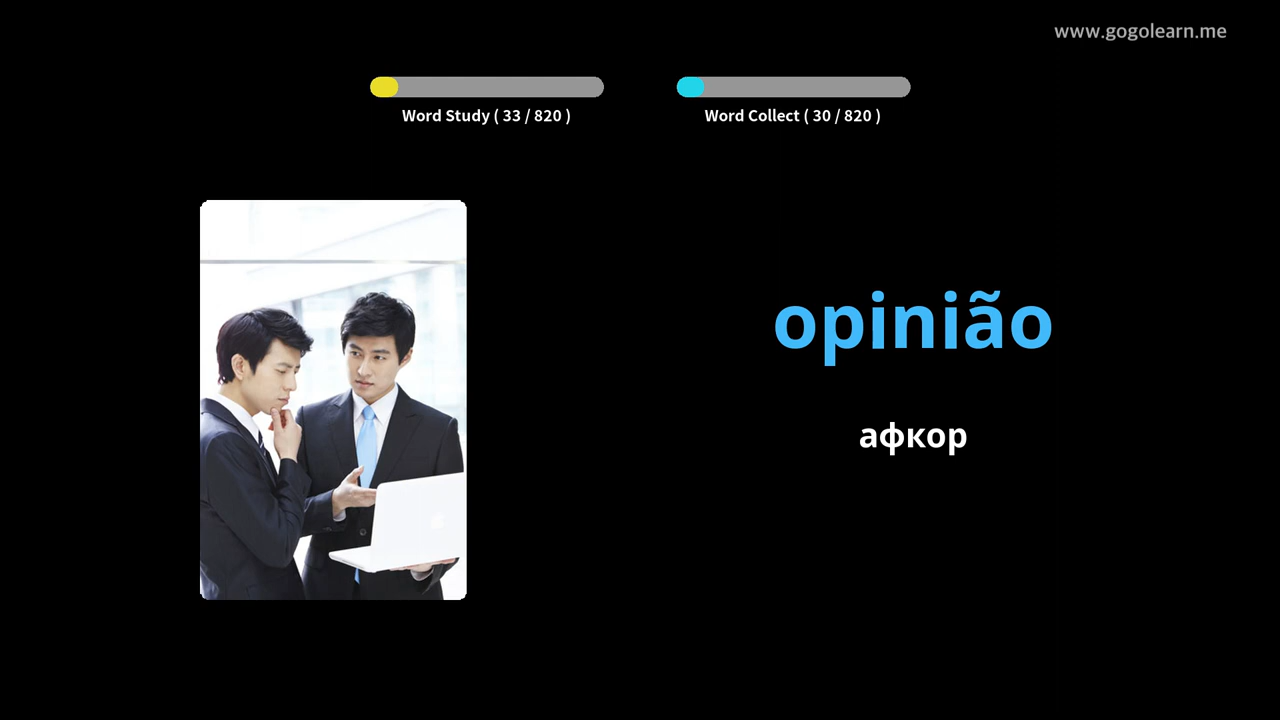 www.gogolearn.me
Word Study ( 33 / 820 )
Word Collect ( 30 / 820 )
opinião
афкор